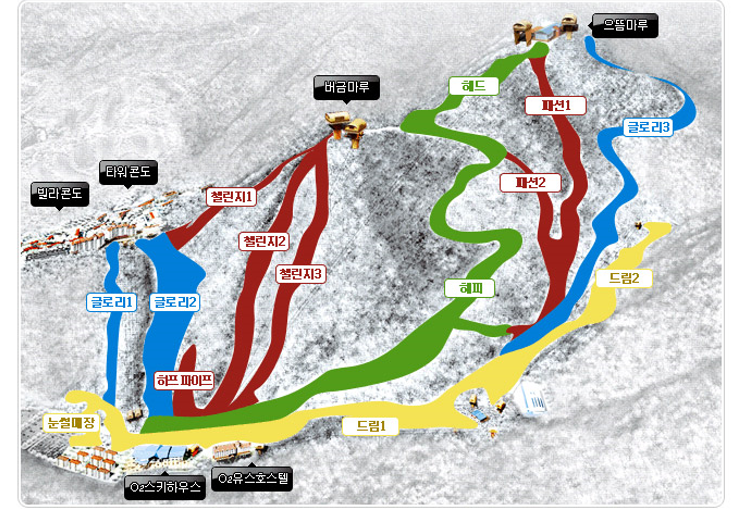 으뜸마루
헤드
버금마루
패션1
글로리3
타워콘도
패션2
빌라콘도
챌린지1
챌린지2
챌린지3
드림2
해피
글로리1
글로리2
하프 파이프
눈썰매장
드림1
O2스키하우스
O2유스호스텔